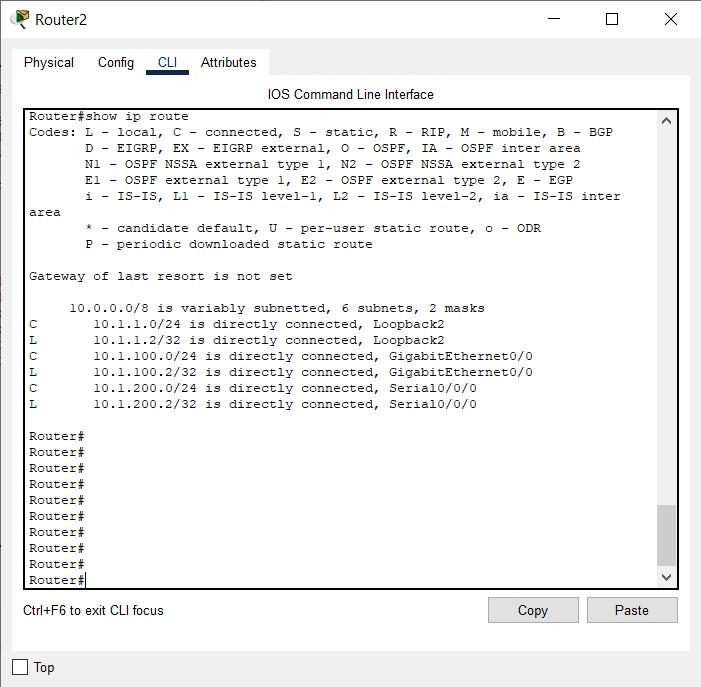 Router2
Physical Config CLI Attributes
IOS Command Line Interface
Router#show ip route
Codes: L - local, C - connected, S - static, R - RIP, M - mobile, B - BGP
       D - EIGRP, EX - EIGRP external, O - OSPF, IA - OSPF inter area
       N1 - OSPF NSSA external type 1, N2 - OSPF NSSA external type 2
       E1 - OSPF external type 1, E2 - OSPF external type 2, E - EGP
       i - IS-IS, L1 - IS-IS level-1, L2 - IS-IS level-2, ia - IS-IS inter
area
       * - candidate default, U - per-user static route, o - ODR
       P - periodic downloaded static route
Gateway of last resort is not set
     10.0.0.0/8 is variably subnetted, 6 subnets, 2 masks
C       10.1.1.0/24 is directly connected, Loopback2
L       10.1.1.2/32 is directly connected, Loopback2
C       10.1.100.0/24 is directly connected, GigabitEthernet0/0
L       10.1.100.2/32 is directly connected, GigabitEthernet0/0
C       10.1.200.0/24 is directly connected, Serial0/0/0
L       10.1.200.2/32 is directly connected, Serial0/0/0
Router#
Router#
Router#
Router#
Router#
Router#
Router#
Router#
Router#
Router#
Ctrl+F6 to exit CLI focus
Copy Paste
Top